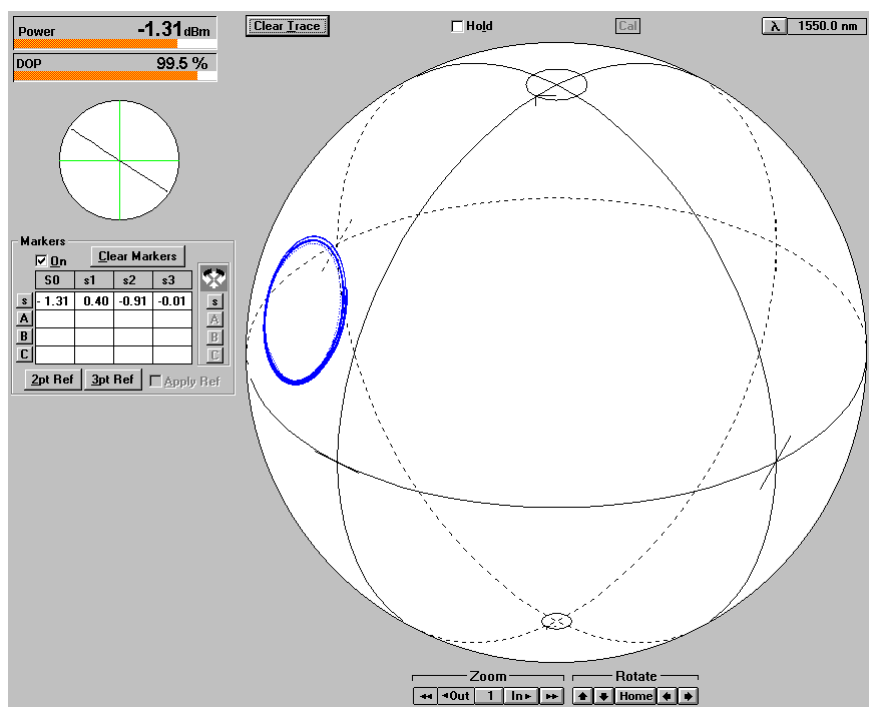 Power -1.31 dBm
DOP 99.5 %
Clear Trace
Hold
Cal
λ 1550.0 nm
Markers
On Clear Markers
S0 s1 s2 s3
s - 1.31 0.40 -0.91 -0.01 s
A A
B B
C C
2pt Ref 3pt Ref Apply Ref
Zoom Rotate
Out 1 In Home